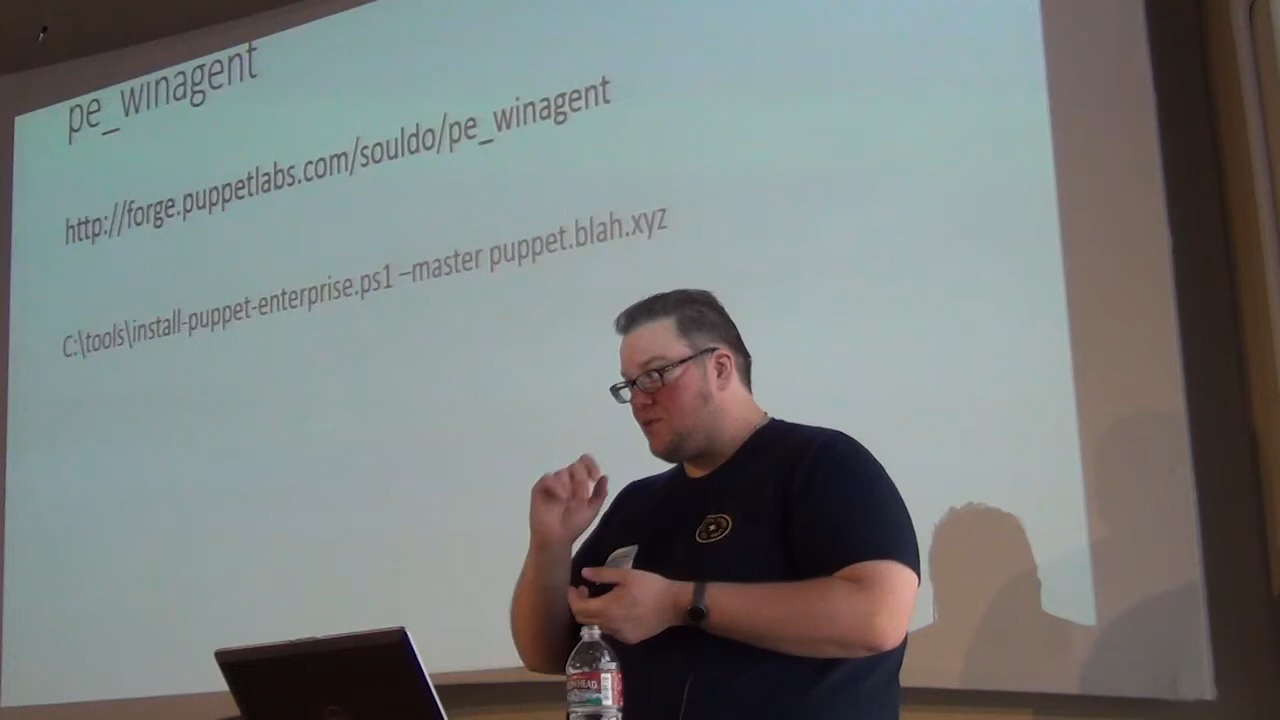 pe_winagent
http://forge.puppetlabs.com/souldo/pe_winagent
C:\tools\install-puppet-enterprise.ps1 –master puppet.blah.xyz